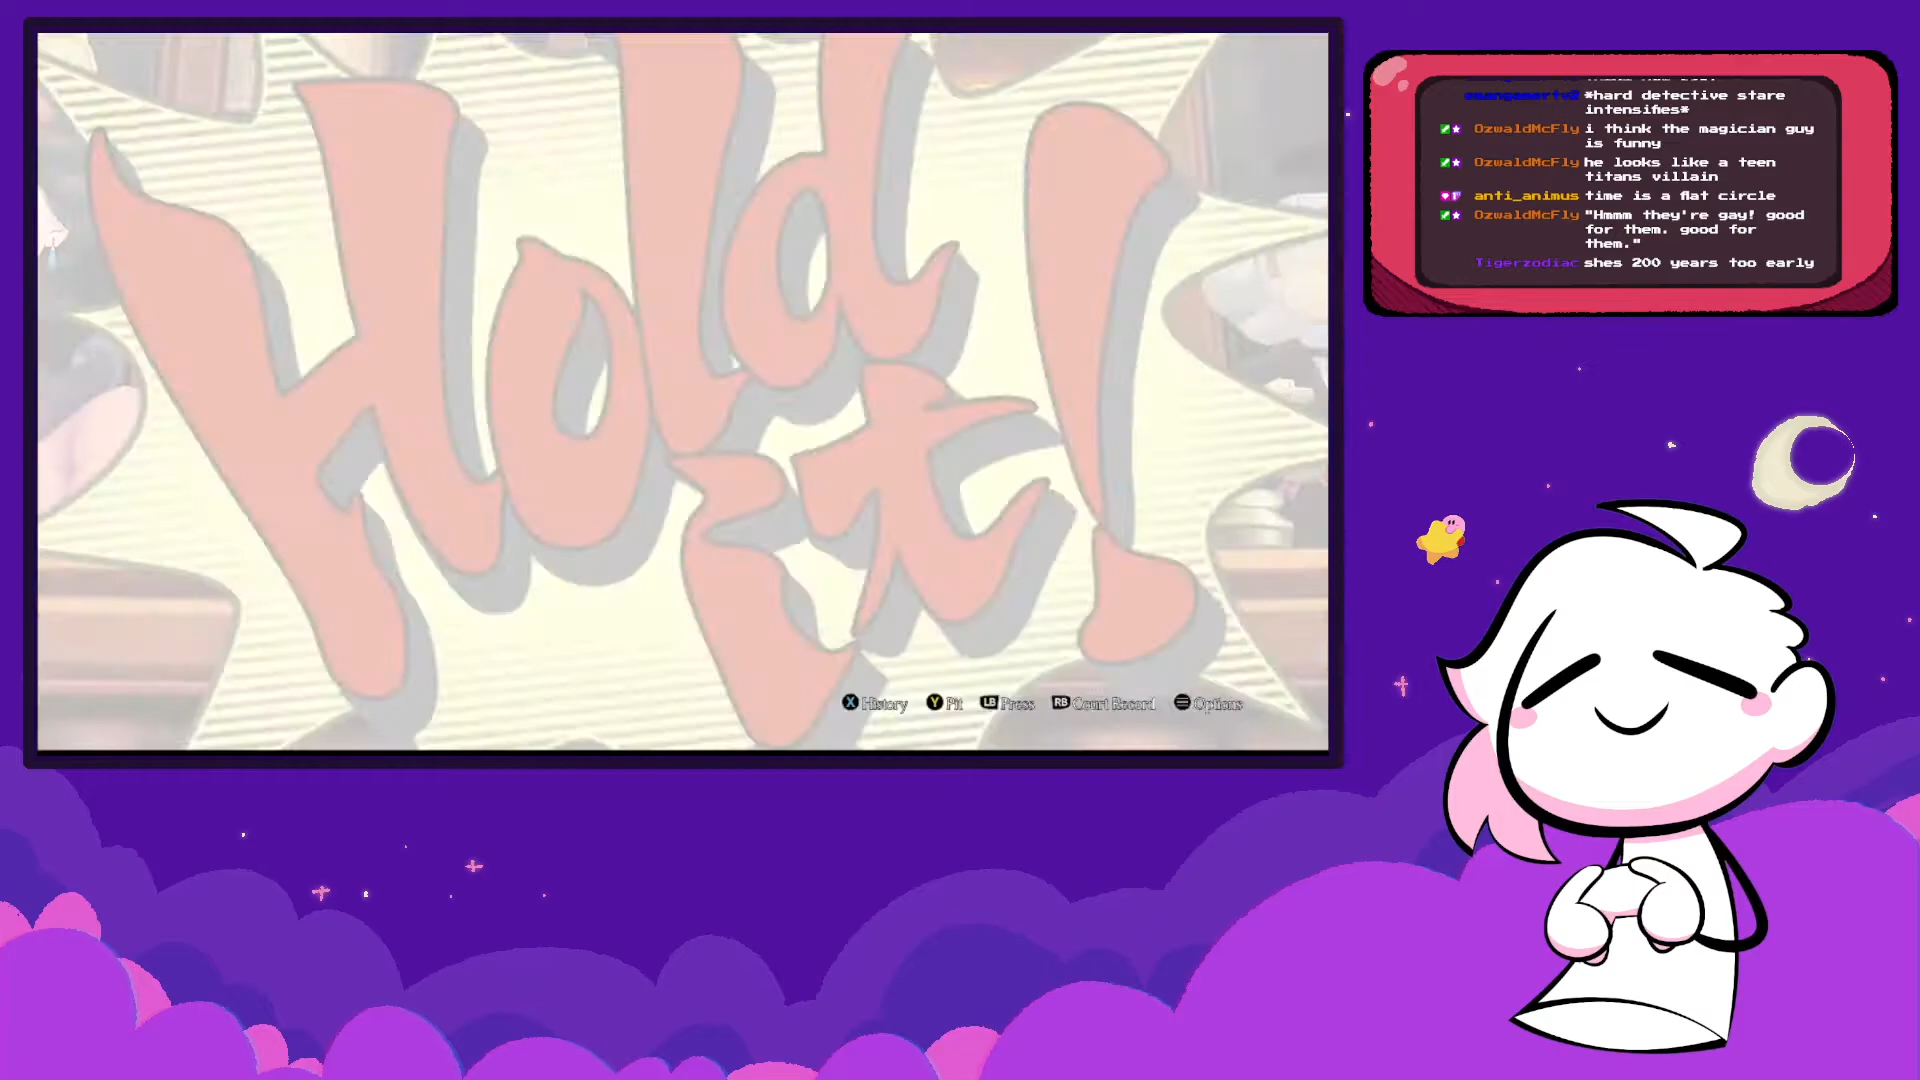 Hold
it!
X History Y Pit LB Press RB Court Record Options
*hard detective stare
intensifies*
OzwaldMcFly i think the magician guy
is funny
OzwaldMcFly he looks like a teen
titans villain
anti_animus time is a flat circle
OzwaldMcFly "Hmmm they're gay! good
for them. good for
them."
Tigerzodiac shes 200 years too early